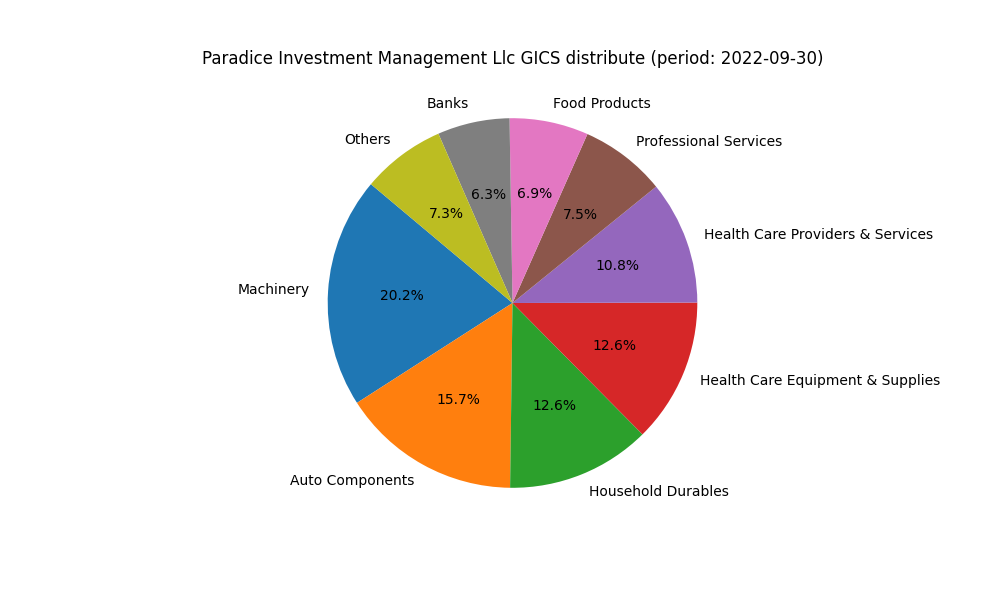 Paradice Investment Management Llc GICS distribute (period: 2022-09-30)
Banks
Food Products
Others
Professional Services
6.3%
6.9%
7.3%
7.5%
Health Care Providers & Services
10.8%
Machinery
20.2%
12.6%
Health Care Equipment & Supplies
15.7%
12.6%
Auto Components
Household Durables